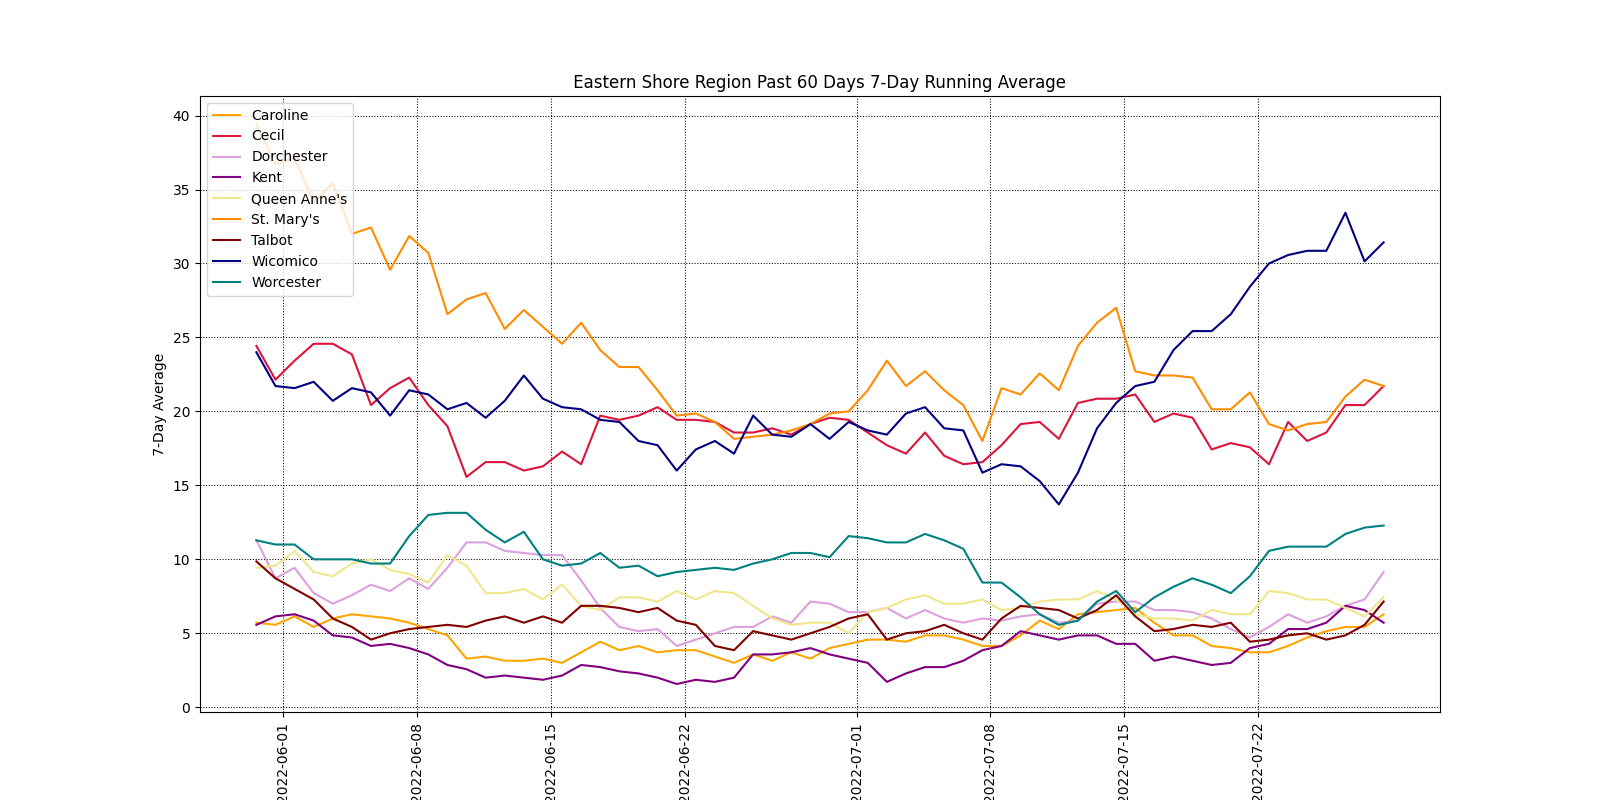 Eastern Shore Region Past 60 Days 7-Day Running Average
40
35
30
25
20
15
10
5
0
7-Day Average
Caroline
Cecil
Dorchester
Kent
Queen Anne's
St. Mary's
Talbot
Wicomico
Worcester
2022-06-01
2022-06-08
2022-06-15
2022-06-22
2022-07-01
2022-07-08
2022-07-15
2022-07-22